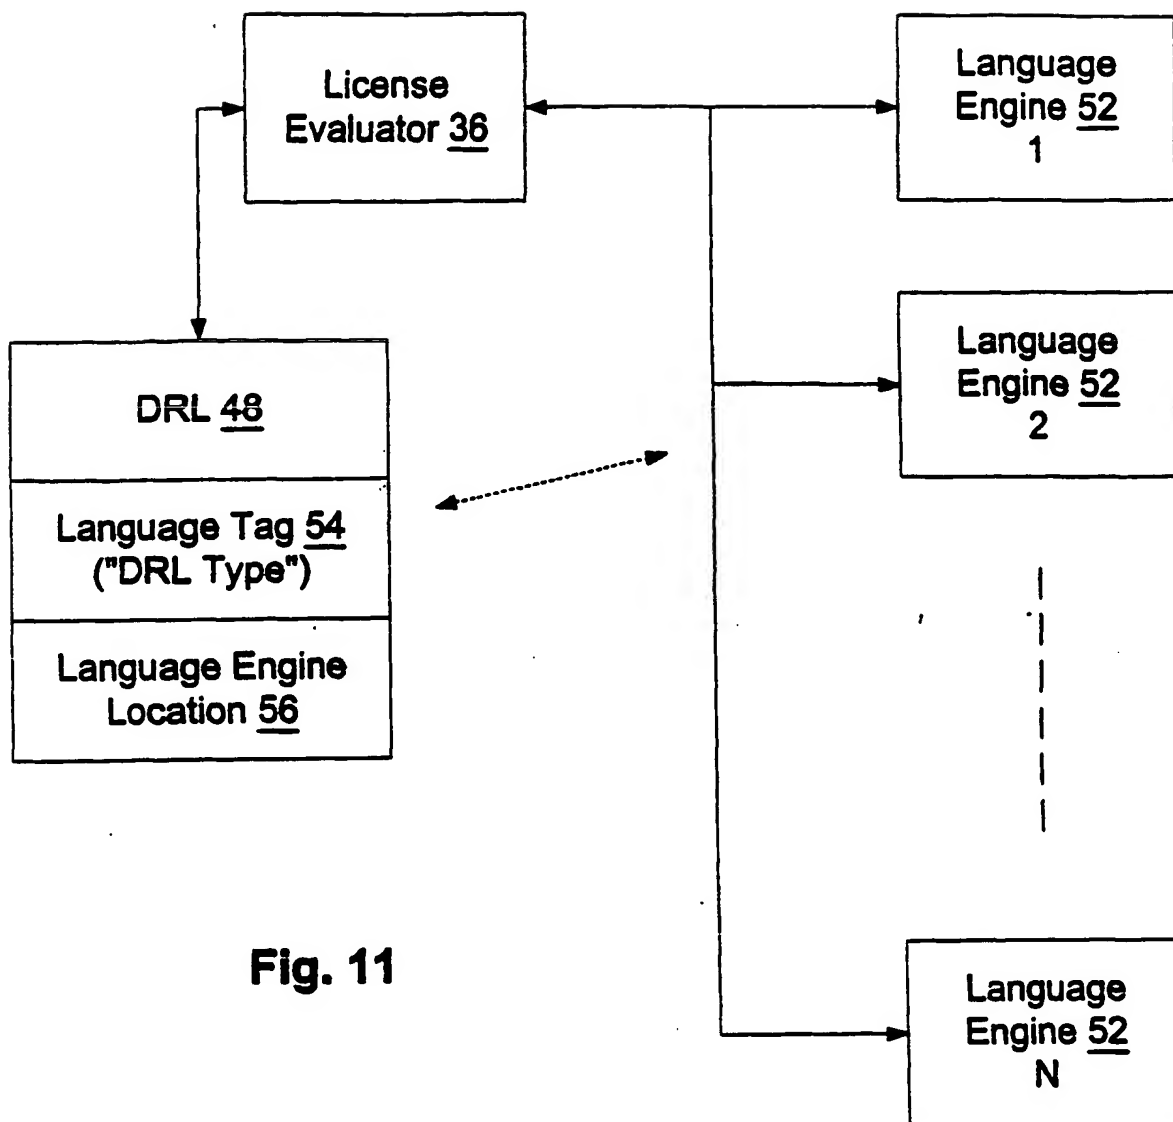 License
Evaluator 36
Language
Engine 52
1
Language
Engine 52
2
DRL 48
Language Tag 54
("DRL Type")
Language Engine
Location 56
Language
Engine 52
N
Fig. 11